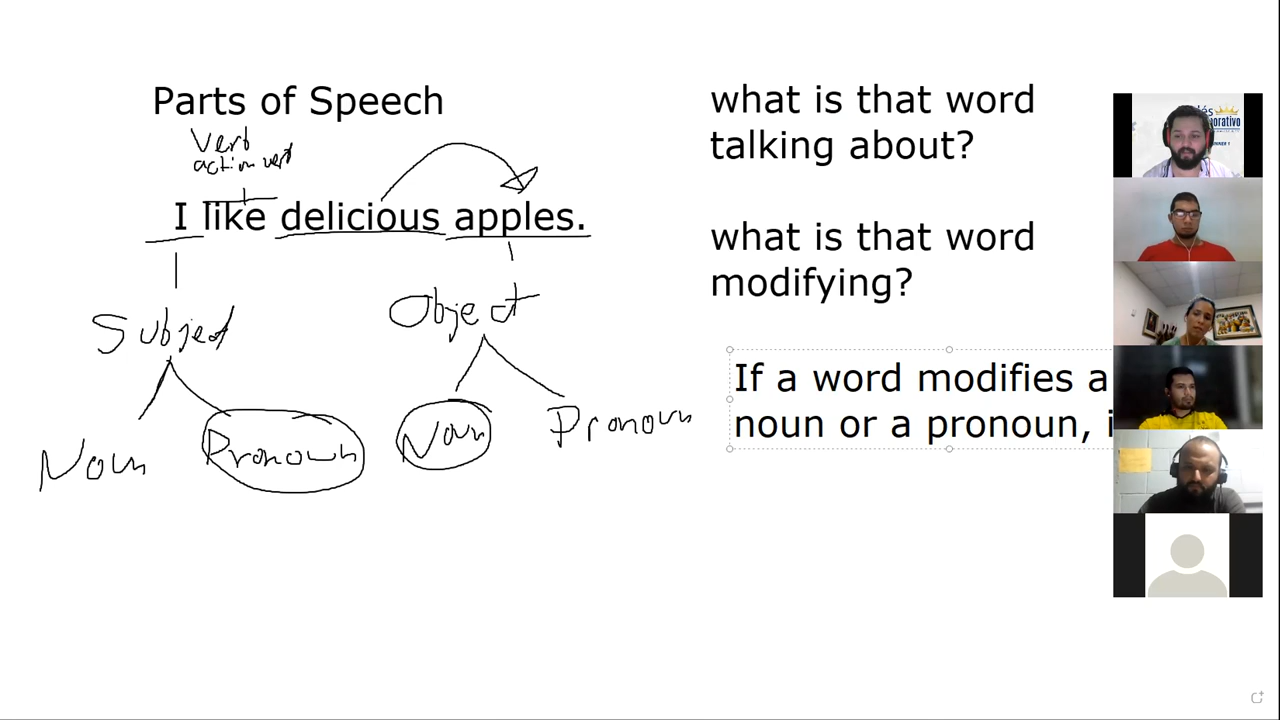 Parts of Speech
Verb
action verb
I like delicious apples.
Subject
Noun
Pronoun
Object
Noun
Pronoun
what is that word
talking about?
what is that word
modifying?
If a word modifies a
noun or a pronoun, i